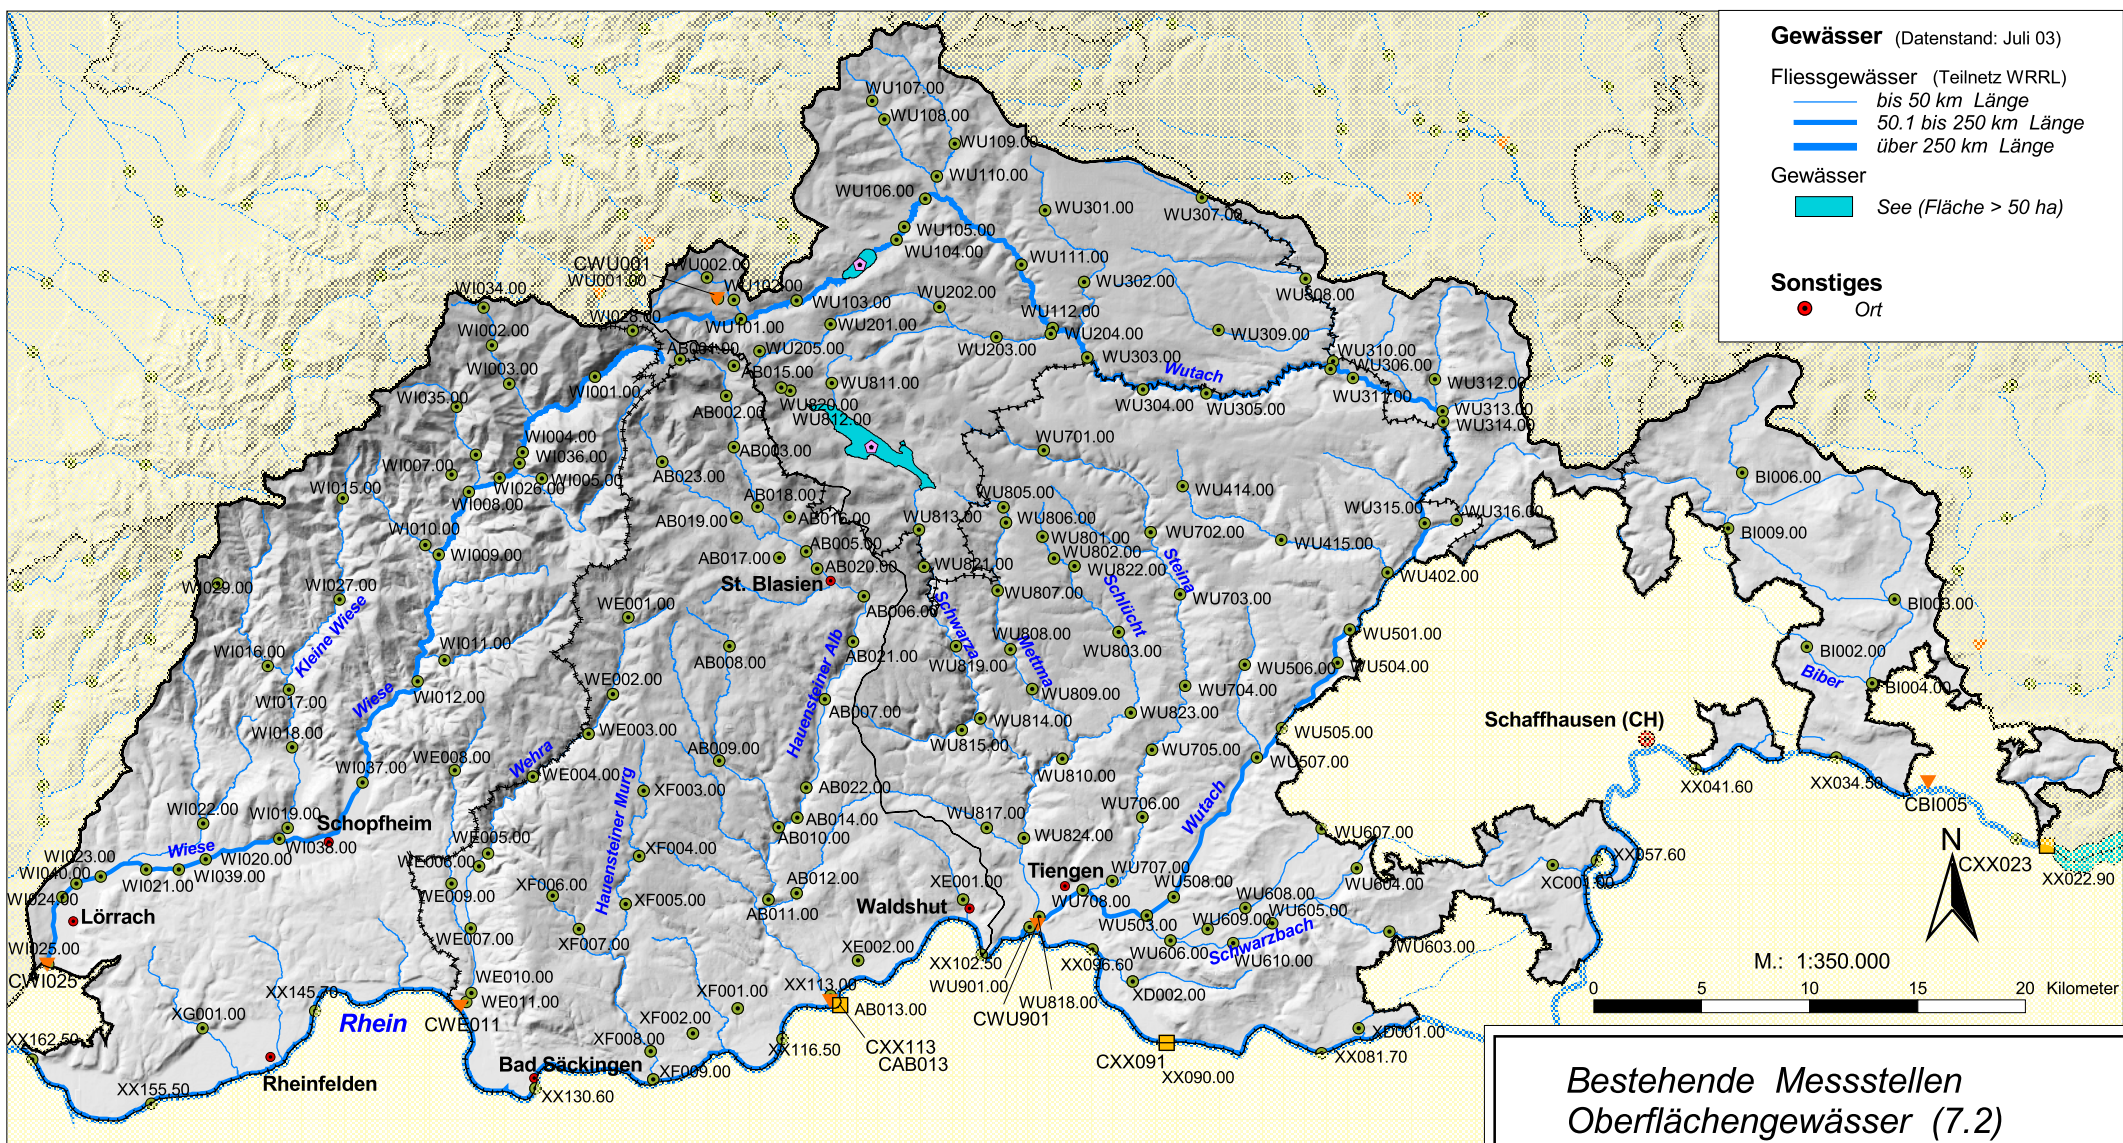 Gewässer (Datenstand: Juli 03)
Fliessgewässer (Teilnetz WRRL)
bis 50 km Länge
50.1 bis 250 km Länge
über 250 km Länge
Gewässer
See (Fläche > 50 ha)
Sonstiges
Ort
WU107.00
WU108.00
WU109.00
WU110.00
WU106.00
WU301.00
WU307.00
WU105.00
WU104.00
CWU001
WU002.00
WU001.00
WU111.00
WU302.00
WU308.00
WI034.00
WU102.00
WU103.00
WU202.00
WU112.00
WI028.00
WU101.00
WU201.00
WU204.00
WU309.00
WI002.00
WU203.00
WU303.00
WU310.00
AB001.00
WU205.00
WU306.00
WI003.00
WI001.00
AB015.00
WU811.00
Wutach
WU312.00
WI035.00
AB002.00
WU820.00
WU304.00
WU305.00
WU311.00
WU313.00
WU812.00
WU314.00
WI004.00
WU701.00
WI036.00
AB003.00
WI007.00
WI005.00
AB023.00
BI006.00
WI015.00
WI026.00
AB018.00
WU805.00
WU414.00
WI008.00
AB019.00
AB016.00
WU813.00
WU806.00
WU315.00
WU316.00
WI010.00
WU801.00
WU702.00
BI009.00
WI009.00
AB017.00
AB005.00
WU802.00
WU415.00
AB020.00
WU821.00
WU822.00
WU402.00
WI029.00
WI027.00
St. Blasien
Schwarza
WU807.00
Schlücht
Steina
WU703.00
WE001.00
AB006.00
BI003.00
Kleine Wiese
WU808.00
WU501.00
WI011.00
AB008.00
AB021.00
WU819.00
Mettma
WU803.00
BI002.00
WI016.00
WU506.00
WU504.00
Biber
BI004.00
WI017.00
Wiese
WI012.00
WE002.00
Hauensteiner Alb
AB007.00
WU809.00
WU704.00
WU823.00
WE003.00
WU814.00
Schaffhausen (CH)
WI018.00
AB009.00
WU815.00
WU505.00
WE008.00
Wehra
WU705.00
WU507.00
WI037.00
WE004.00
WU810.00
XX041.60
XX034.50
Hauensteiner Murg
XF003.00
AB022.00
WU706.00
Wutach
CBI005
WI022.00
WI019.00
Schopfheim
AB014.00
WU817.00
WU607.00
WE005.00
AB010.00
WU824.00
WI038.00
Wiese
WI020.00
WE006.00
XF004.00
XX057.60
N
CXX023
XX022.90
WI023.00
WI039.00
WI040.00
WI021.00
Tiengen
WU707.00
WU604.00
XC001.00
WI024.00
WE009.00
XF006.00
XF005.00
AB012.00
XE001.00
WU508.00
WU608.00
WU708.00
Lörrach
AB011.00
Waldshut
WU503.00
WU609.00
WU605.00
Schwarzbach
WI025.00
WE007.00
XF007.00
XE002.00
WU606.00
WU610.00
WU603.00
CWI025
XX102.50
XX096.60
M.: 1:350.000
WE010.00
XX113.00
WU901.00
WU818.00
XD002.00
0 5 10 15 20 Kilometer
XX145.70
WE011.00
XF001.00
AB013.00
CWU901
XG001.00
Rhein
CWE011
XF002.00
XD001.00
XX162.50
XF008.00
XX116.50
CXX113
CAB013
CXX091
XX081.70
Bad Säckingen
XX090.00
Rheinfelden
XF009.00
XX155.50
XX130.60
Bestehende Messstellen
Oberflächengewässer (7.2)